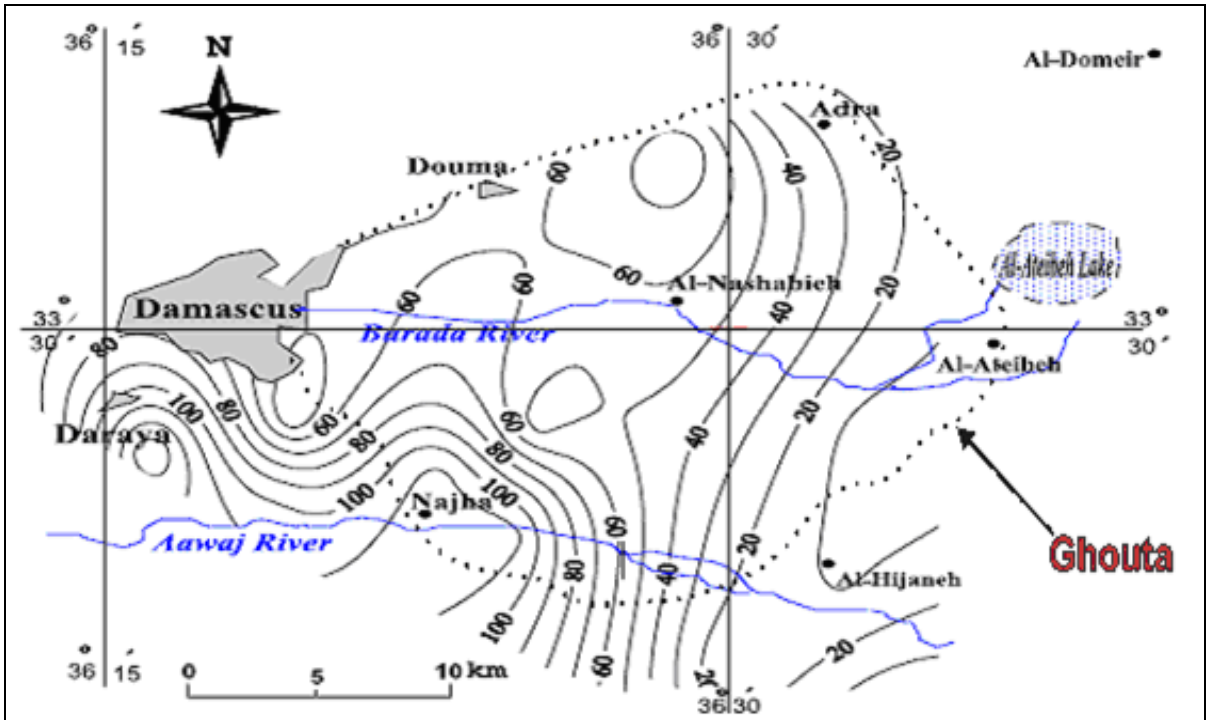 36° 15′
36° 30′
N
Al-Domeir
Adra
Douma
20
40
60
60
Al-Ateibeh Lake
Al-Nashabieh
60
60
20
Damascus
33° 30′
33° 30′
Barada River
40
80
Al-Ateibeh
100
80
60
60
20
Daraya
80
40
80
100
100
Najha
60
Ghouta
Aawaj River
20
80
40
Al-Hijaneh
100
20
60
20
36° 15′
0 5 10 km
36° 30